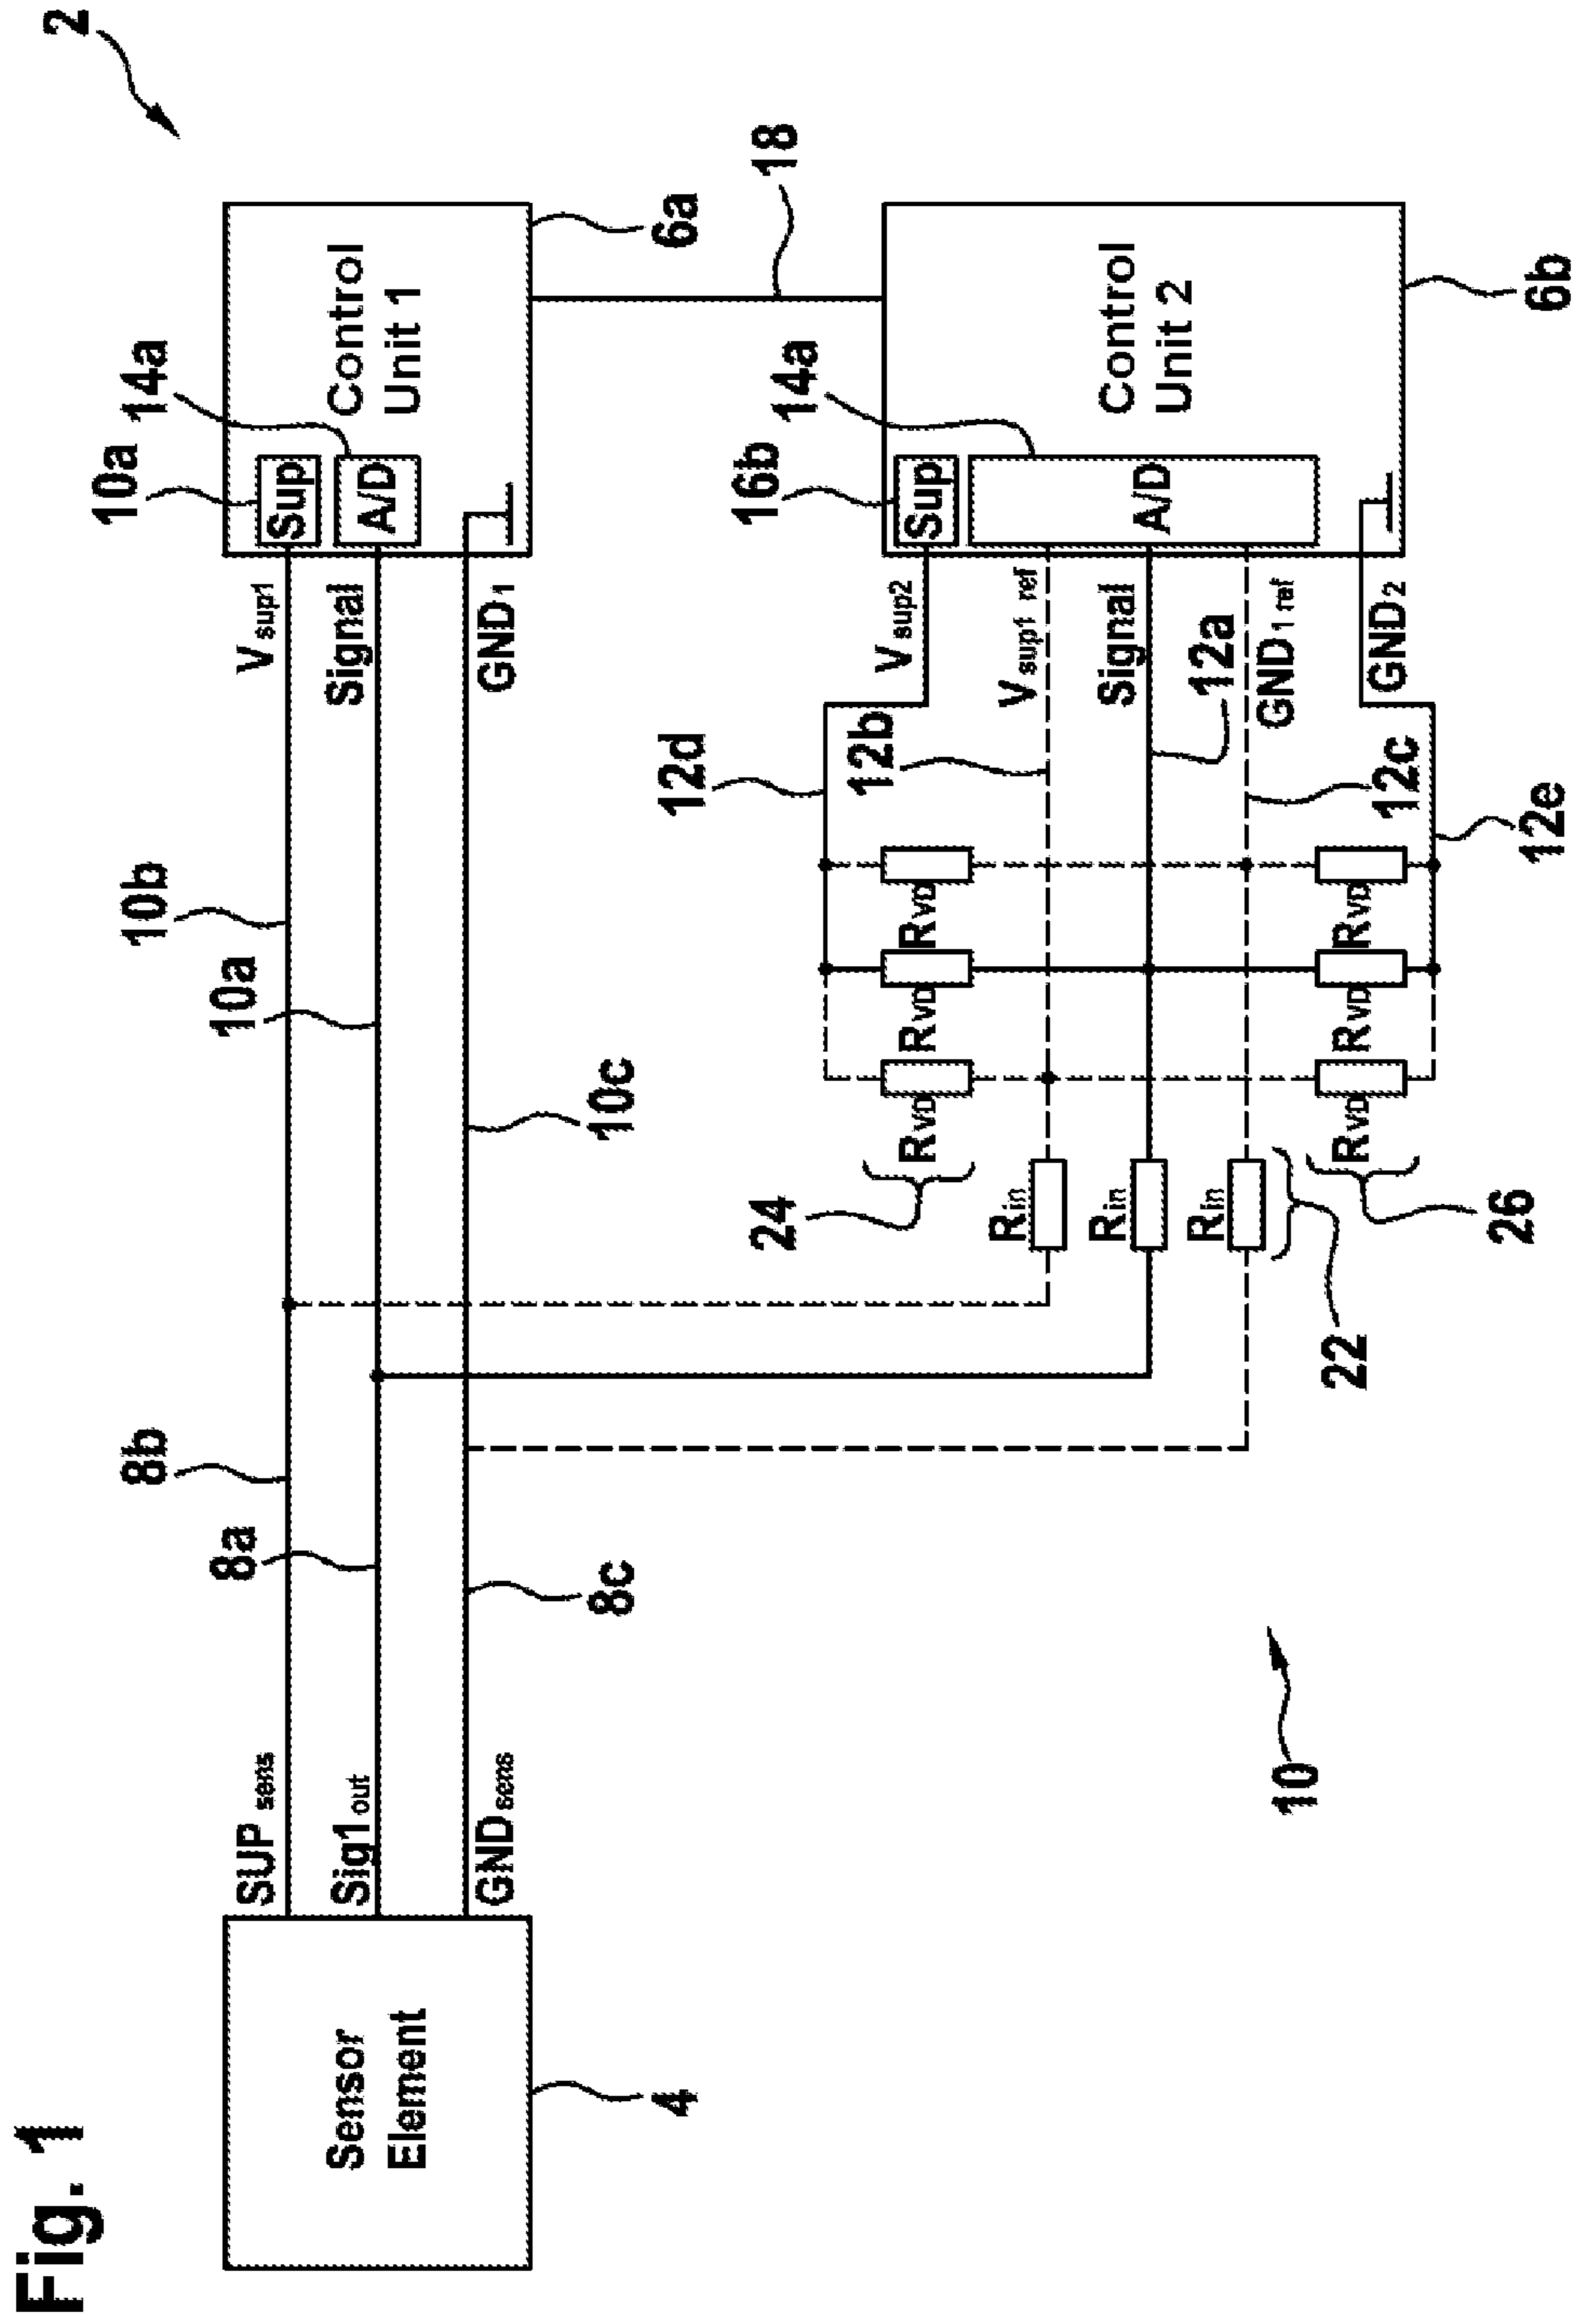 Fig. 1
2
Sensor
Element
4
SUP sens
Sig1 out
GND sens
8b
8a
8c
10b
10a
10c
V sup1
Signal
GND1
10a
14a
Sup
A/D
Control
Unit 1
6a
18
10
24
22
26
Rin
Rin
Rin
RVD
RVD
RVD
RVD
RVD
RVD
12d
12b
12a
12c
12e
V sup2
V sup1 ref
Signal
GND1 ref
GND2
16b
14a
Sup
A/D
Control
Unit 2
6b